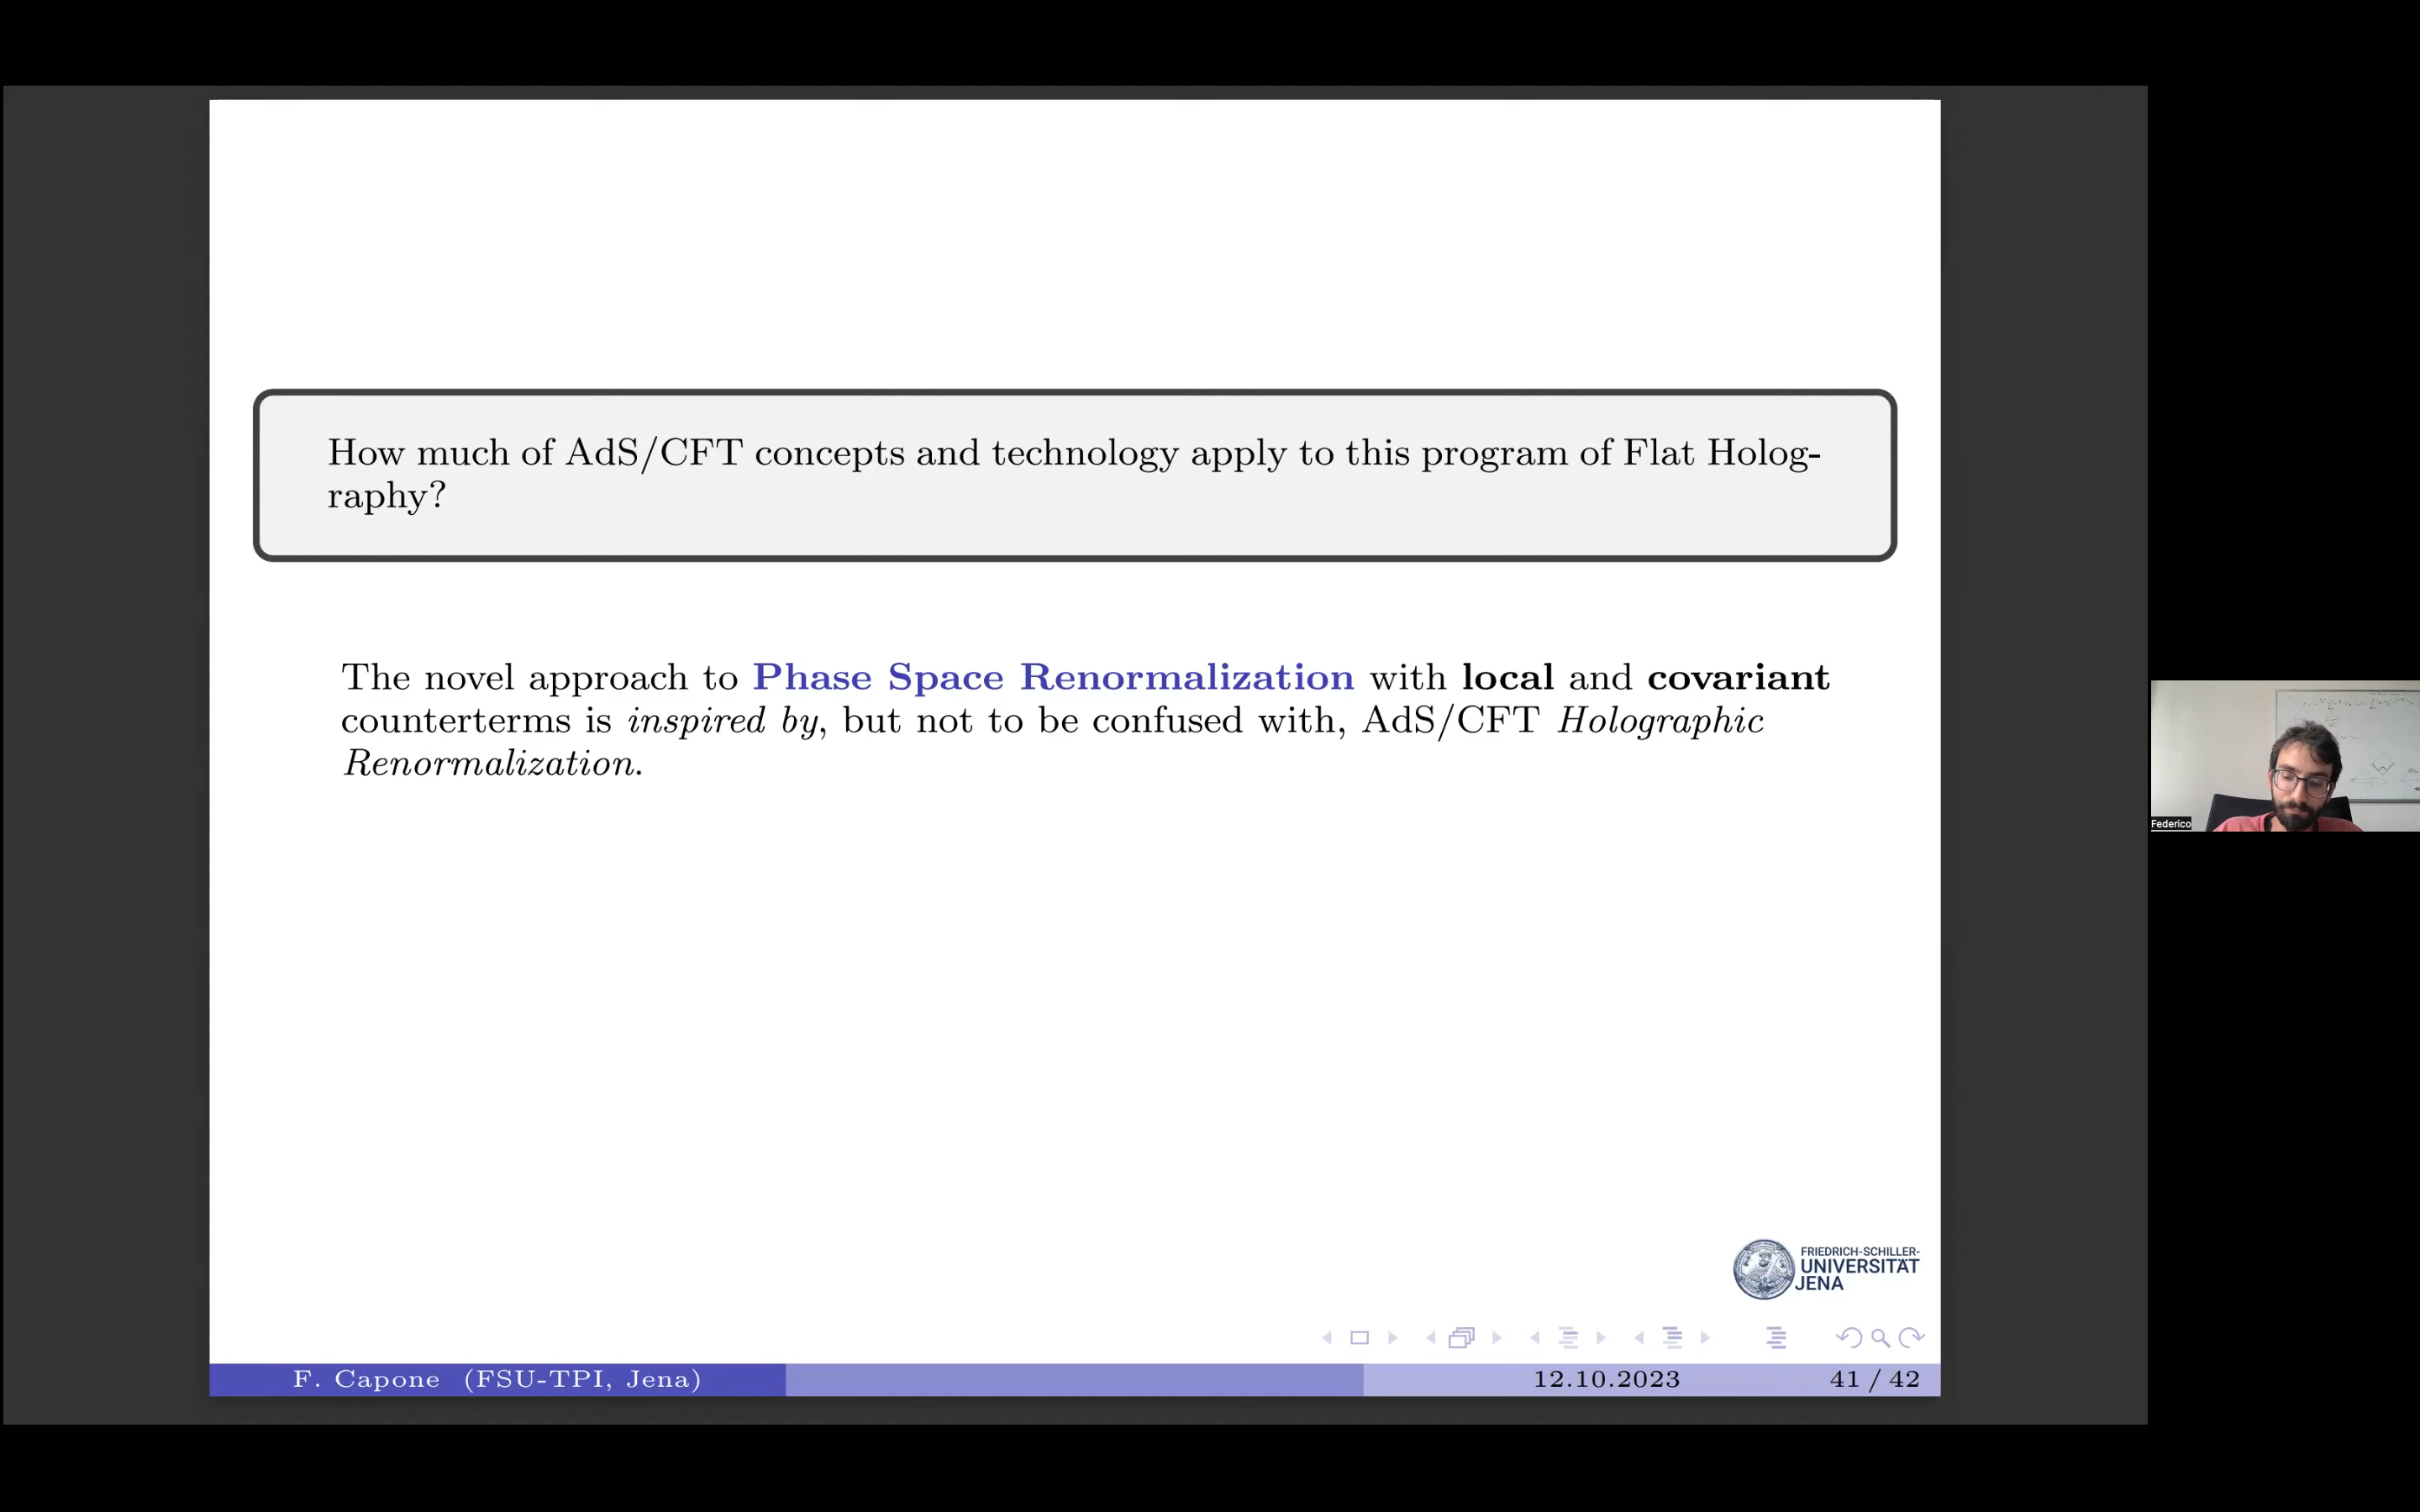 How much of AdS/CFT concepts and technology apply to this program of Flat Holog-
raphy?
The novel approach to Phase Space Renormalization with local and covariant
counterterms is inspired by, but not to be confused with, AdS/CFT Holographic
Renormalization.
Federico
FRIEDRICH-SCHILLER-
UNIVERSITÄT
JENA
F. Capone (FSU-TPI, Jena) 12.10.2023 41 / 42